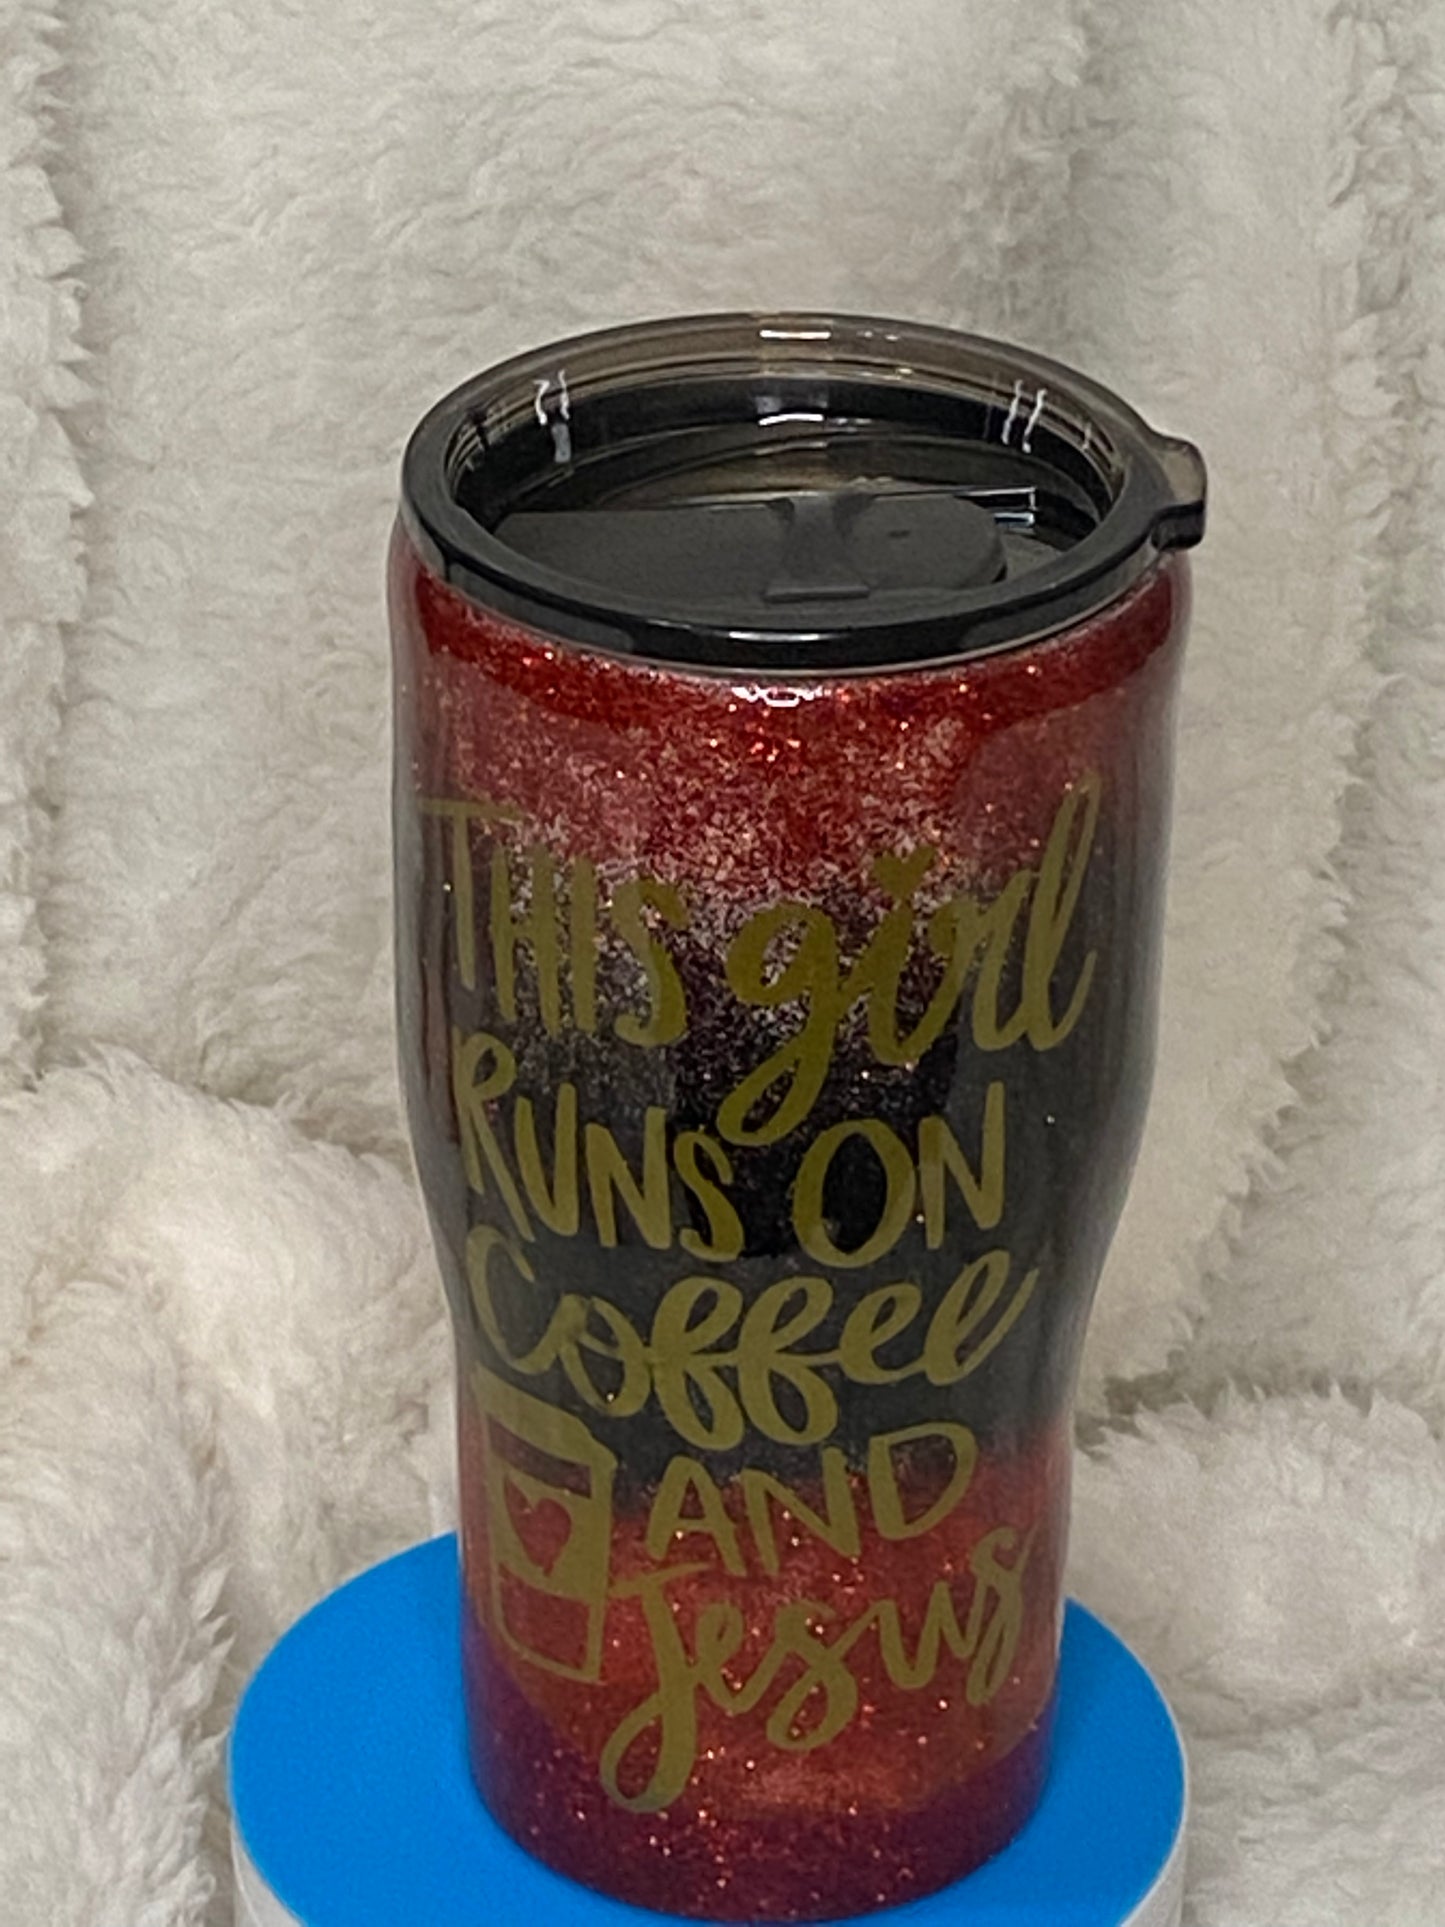 THIS girl
RUNS ON
Coffee
AND
Jesus